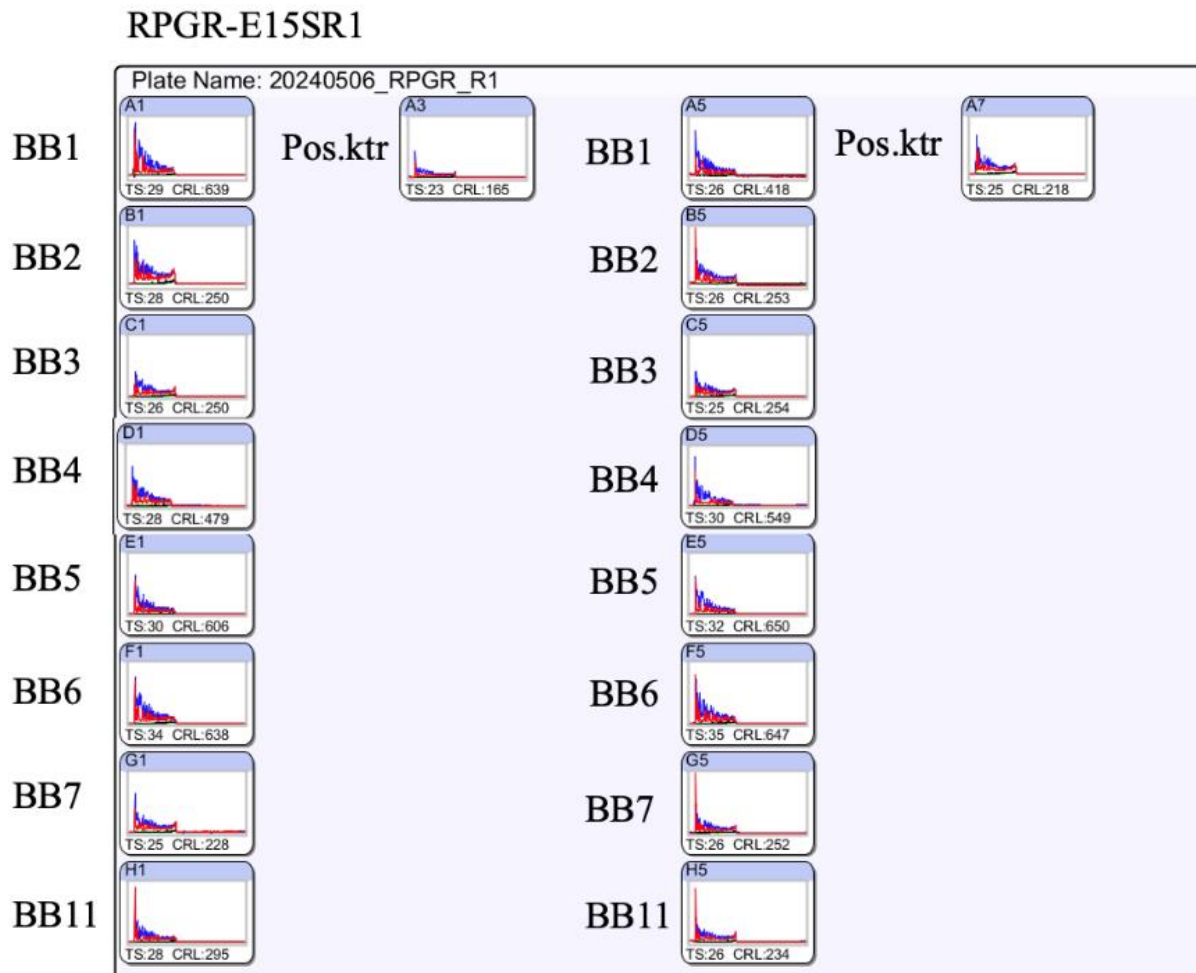 RPGR-E15SR1
Plate Name: 20240506_RPGR_R1
BB1 A1 TS:29 CRL:639 Pos.ktr A3 TS:23 CRL:165 BB1 A5 TS:26 CRL:418 Pos.ktr A7 TS:25 CRL:218
BB2 B1 TS:28 CRL:250 BB2 B5 TS:26 CRL:253
BB3 C1 TS:26 CRL:250 BB3 C5 TS:25 CRL:254
BB4 D1 TS:28 CRL:479 BB4 D5 TS:30 CRL:549
BB5 E1 TS:30 CRL:606 BB5 E5 TS:32 CRL:650
BB6 F1 TS:34 CRL:638 BB6 F5 TS:35 CRL:647
BB7 G1 TS:25 CRL:228 BB7 G5 TS:26 CRL:252
BB11 H1 TS:28 CRL:295 BB11 H5 TS:26 CRL:234